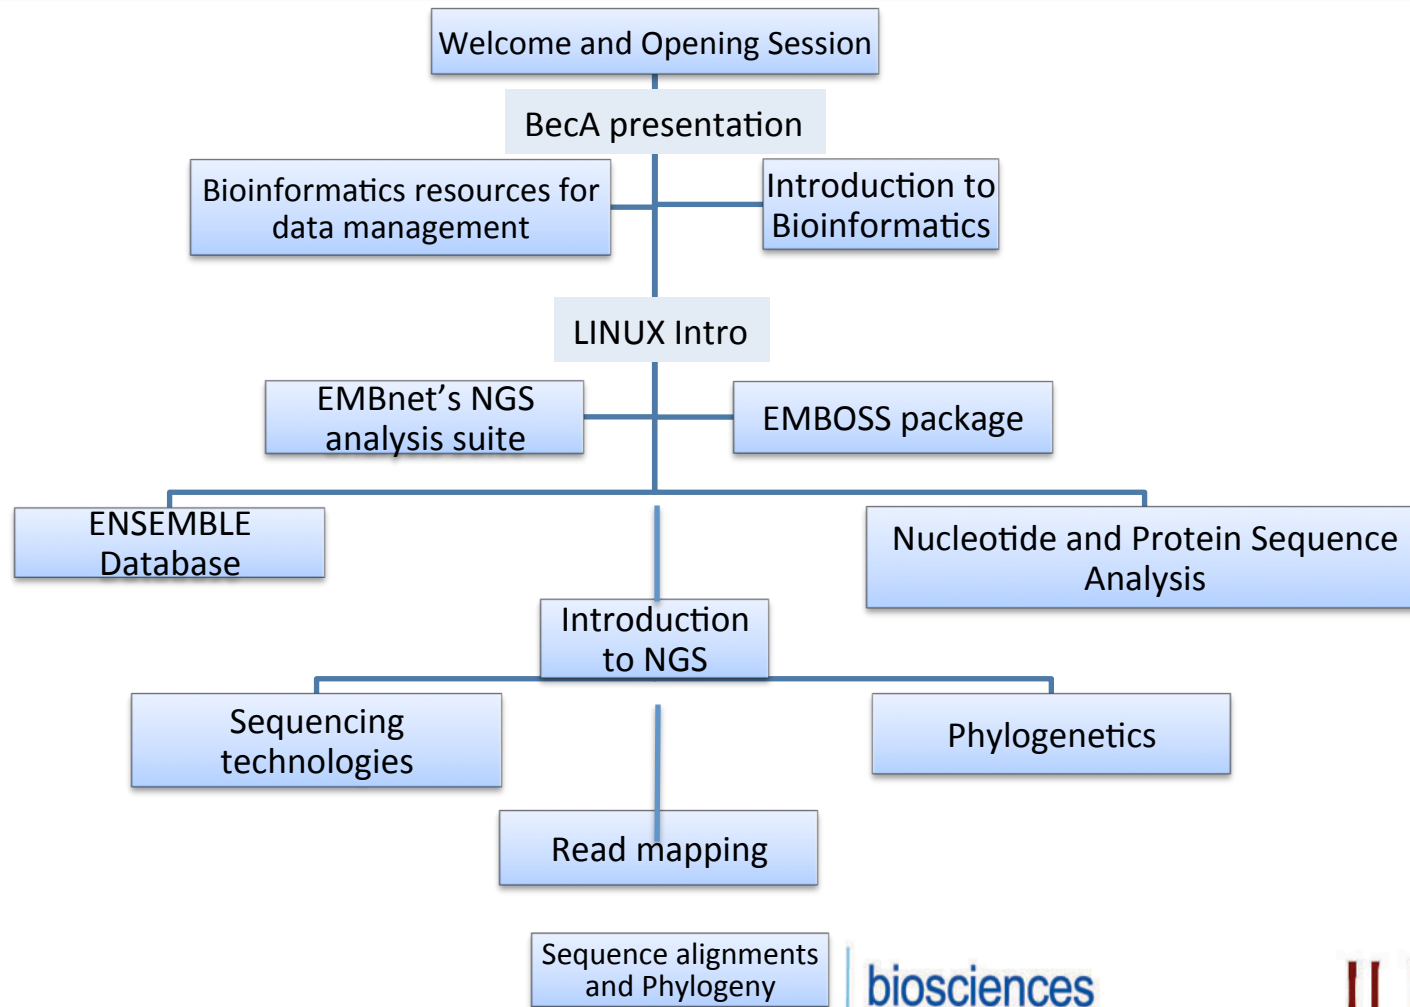 Welcome and Opening Session
BecA presentation
Bioinformatics resources for
data management
Introduction to
Bioinformatics
LINUX Intro
EMBnet’s NGS
analysis suite
EMBOSS package
ENSEMBLE
Database
Nucleotide and Protein Sequence
Analysis
Introduction
to NGS
Sequencing
technologies
Phylogenetics
Read mapping
Sequence alignments
and Phylogeny
biosciences